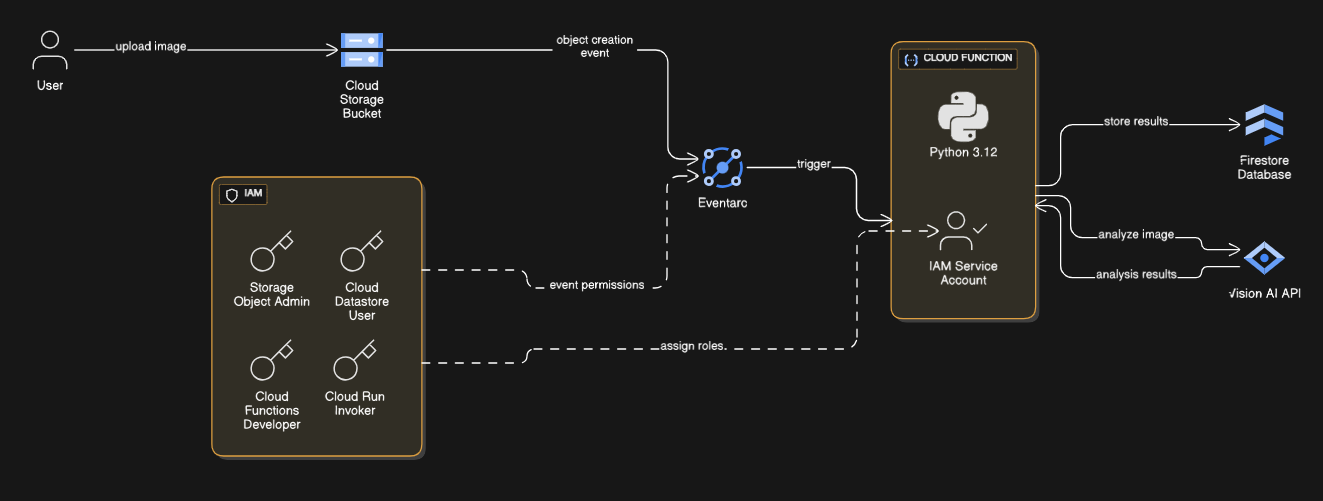 upload image
User
Cloud
Storage
Bucket
object creation
event
CLOUD FUNCTION
Python 3.12
store results
Firestore
Database
trigger
Eventarc
IAM
Storage
Object Admin
Cloud
Datastore
User
event permissions
IAM Service
Account
analyze image
analysis results
Vision AI API
assign roles
Cloud
Functions
Developer
Cloud Run
Invoker